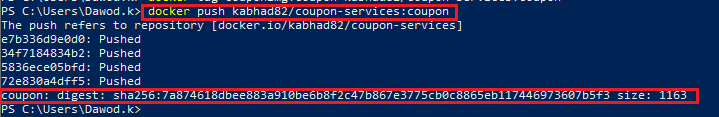 PS C:\Users\Dawod.k> docker push kabhad82/coupon-services:coupon
The push refers to repository [docker.io/kabhad82/coupon-services]
e7b336d9e0d0: Pushed
34f7184834b2: Pushed
5836ece05bfd: Pushed
72e830a4dff5: Pushed
coupon: digest: sha256:7a874618dbee883a910be6b8f2c47b867e3775cb0c8865eb117446973607b5f3 size: 1163
PS C:\Users\Dawod.k>